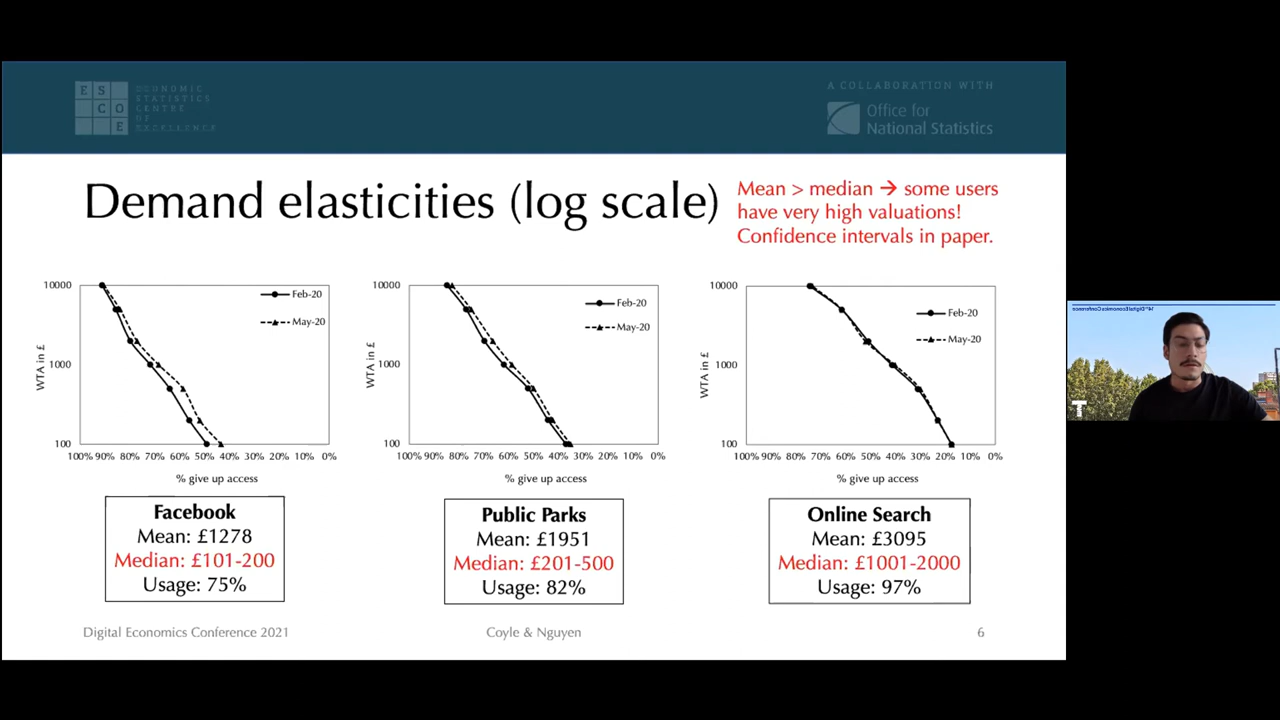 ESCOE
ECONOMIC
STATISTICS
CENTRE
OF
EXCELLENCE
A COLLABORATION WITH
Office for
National Statistics
Demand elasticities (log scale)
Mean > median → some users
have very high valuations!
Confidence intervals in paper.
10000
1000
100
WTA in £
Feb-20
May-20
100% 90% 80% 70% 60% 50% 40% 30% 20% 10% 0%
% give up access
10000
1000
100
WTA in £
Feb-20
May-20
100% 90% 80% 70% 60% 50% 40% 30% 20% 10% 0%
% give up access
10000
1000
100
WTA in £
Feb-20
May-20
100% 90% 80% 70% 60% 50% 40% 30% 20% 10% 0%
% give up access
Facebook
Mean: £1278
Median: £101-200
Usage: 75%
Public Parks
Mean: £1951
Median: £201-500
Usage: 82%
Online Search
Mean: £3095
Median: £1001-2000
Usage: 97%
Digital Economics Conference 2021
Coyle & Nguyen
6